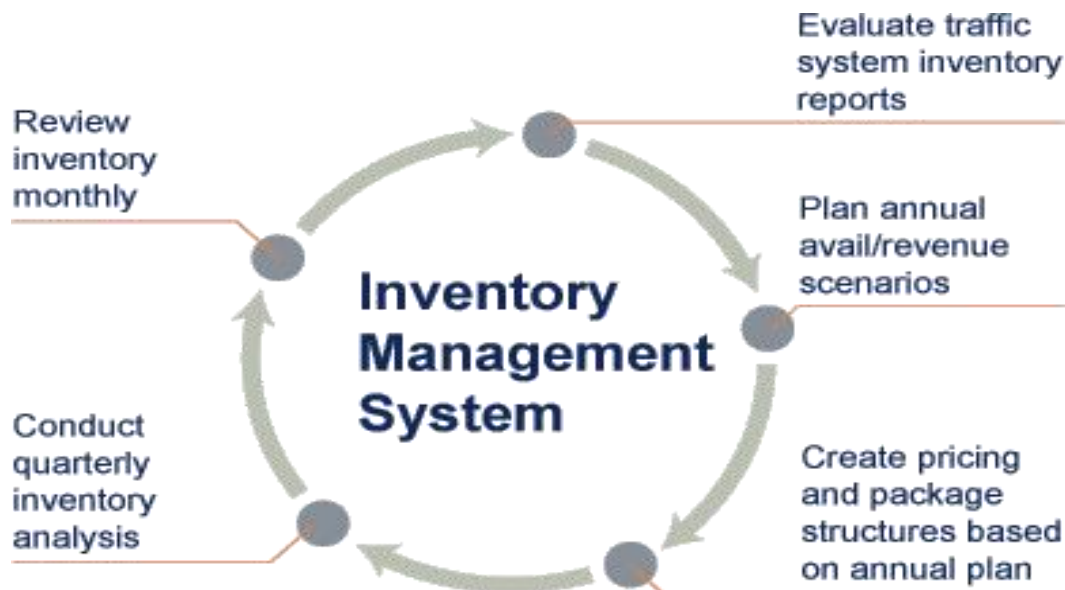 Evaluate traffic
system inventory
reports
Review
inventory
monthly
Plan annual
avail/revenue
scenarios
Inventory
Management
System
Conduct
quarterly
inventory
analysis
Create pricing
and package
structures based
on annual plan